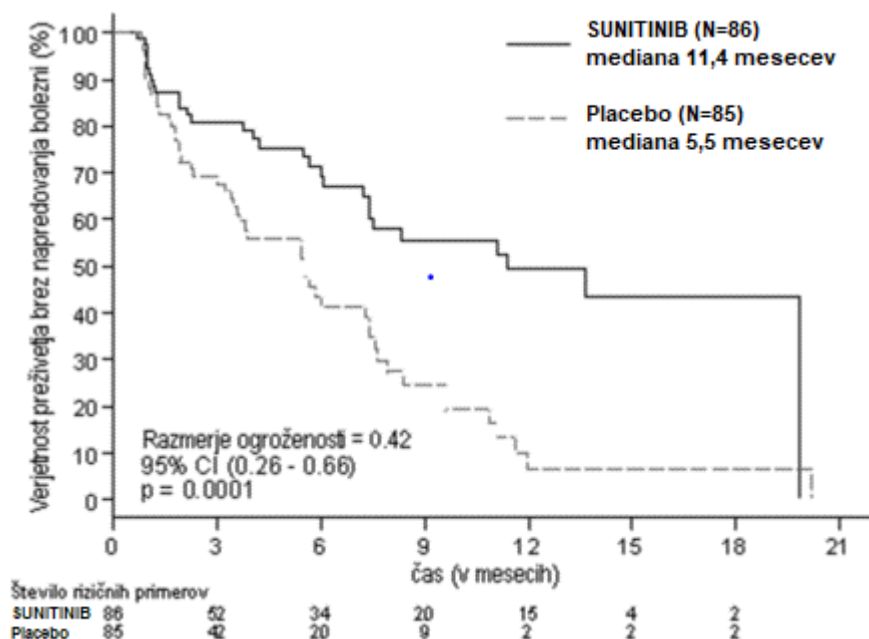 SUNITINIB (N=86)
mediana 11,4 mesecev
Placebo (N=85)
mediana 5,5 mesecev
Verjetnost preživetja brez napredovanja bolezni (%)
100
90
80
70
60
50
40
30
20
10
0
Razmerje ogroženosti = 0.42
95% CI (0.26 - 0.66)
p = 0.0001
0 3 6 9 12 15 18 21
čas (v mesecih)
Število rizičnih primerov
SUNITINIB 86 52 34 20 15 4 2
Placebo 85 42 20 9 2 2 2